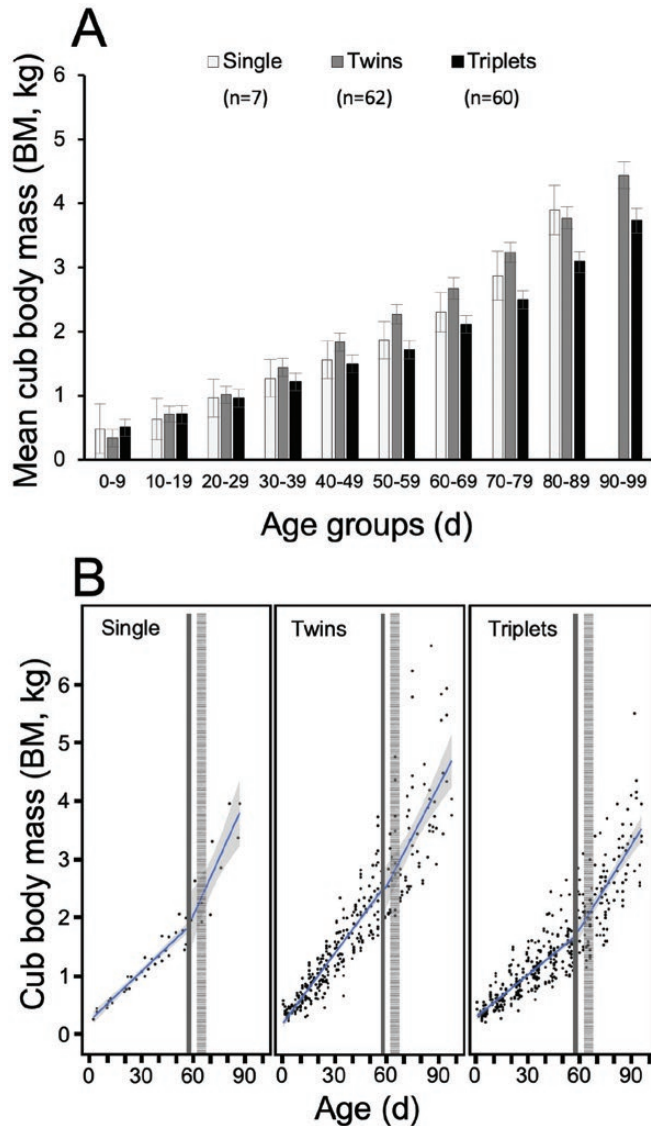 A
Single Twins Triplets
(n=7) (n=62) (n=60)
Mean cub body mass (BM, kg)
6
5
4
3
2
1
0
0-9 10-19 20-29 30-39 40-49 50-59 60-69 70-79 80-89 90-99
Age groups (d)
B
Single Twins Triplets
Cub body mass (BM, kg)
6
5
4
3
2
1
0
0 30 60 90 0 30 60 90 0 30 60 90
Age (d)